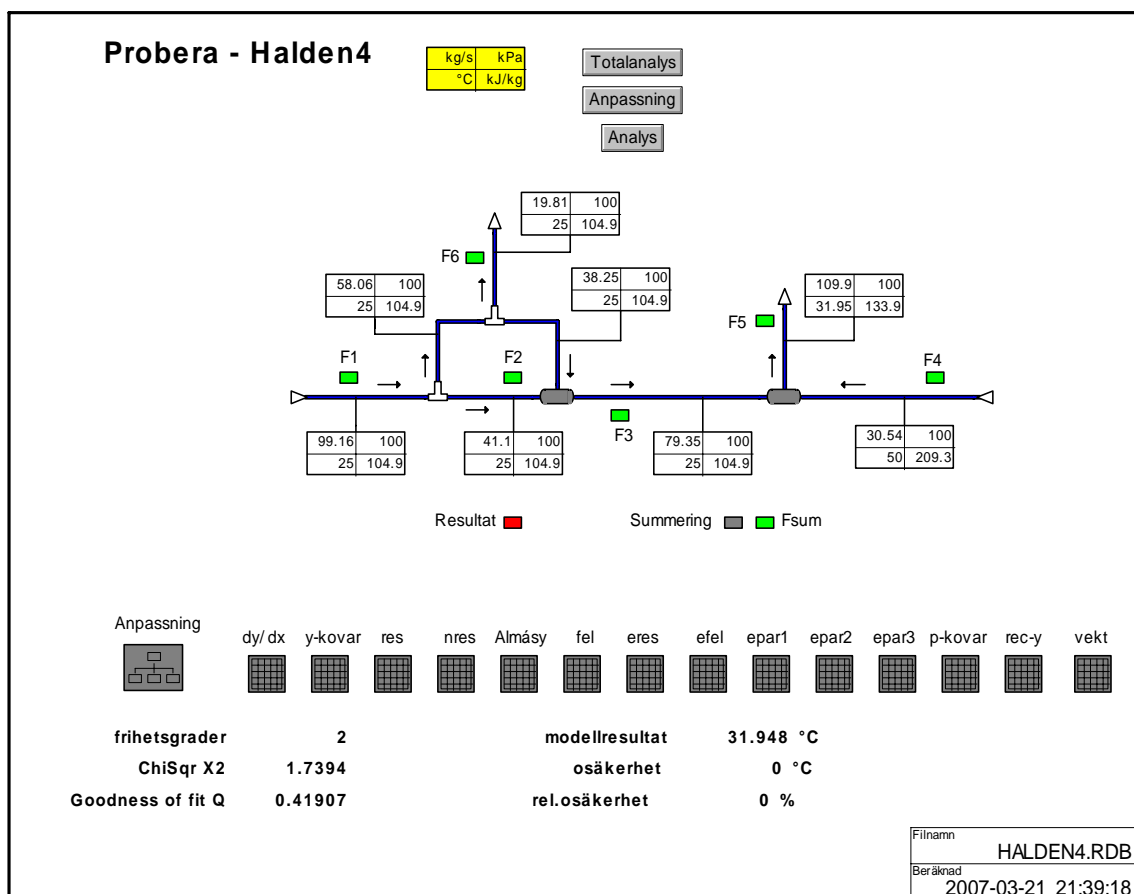 Probera - Halden4
kg/s kPa
°C kJ/kg
Totalanalys
Anpassning
Analys
19.81 100
25 104.9
F6
58.06 100
25 104.9
38.25 100
25 104.9
109.9 100
31.95 133.9
F5
F1
F2
F4
F3
99.16 100
25 104.9
41.1 100
25 104.9
79.35 100
25 104.9
30.54 100
50 209.3
Resultat
Summering
Fsum
Anpassning
dy/dx y-kovar res nres Almásy fel eres efel epar1 epar2 epar3 p-kovar rec-y vekt
frihetsgrader 2
modellresultat 31.948 °C
ChiSqr X2 1.7394
osäkerhet 0 °C
Goodness of fit Q 0.41907
rel.osäkerhet 0 %
Filnamn
HALDEN4.RDB
Beräknad
2007-03-21 21:39:18